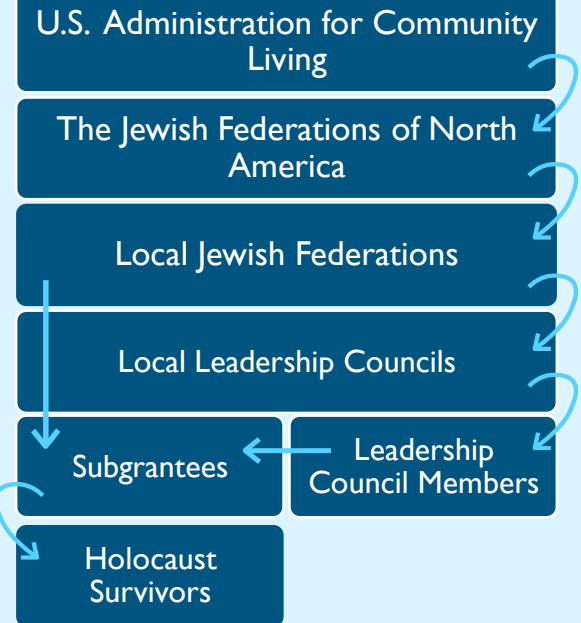 U.S. Administration for Community
Living
The Jewish Federations of North
America
Local Jewish Federations
Local Leadership Councils
Subgrantees
Leadership
Council Members
Holocaust
Survivors